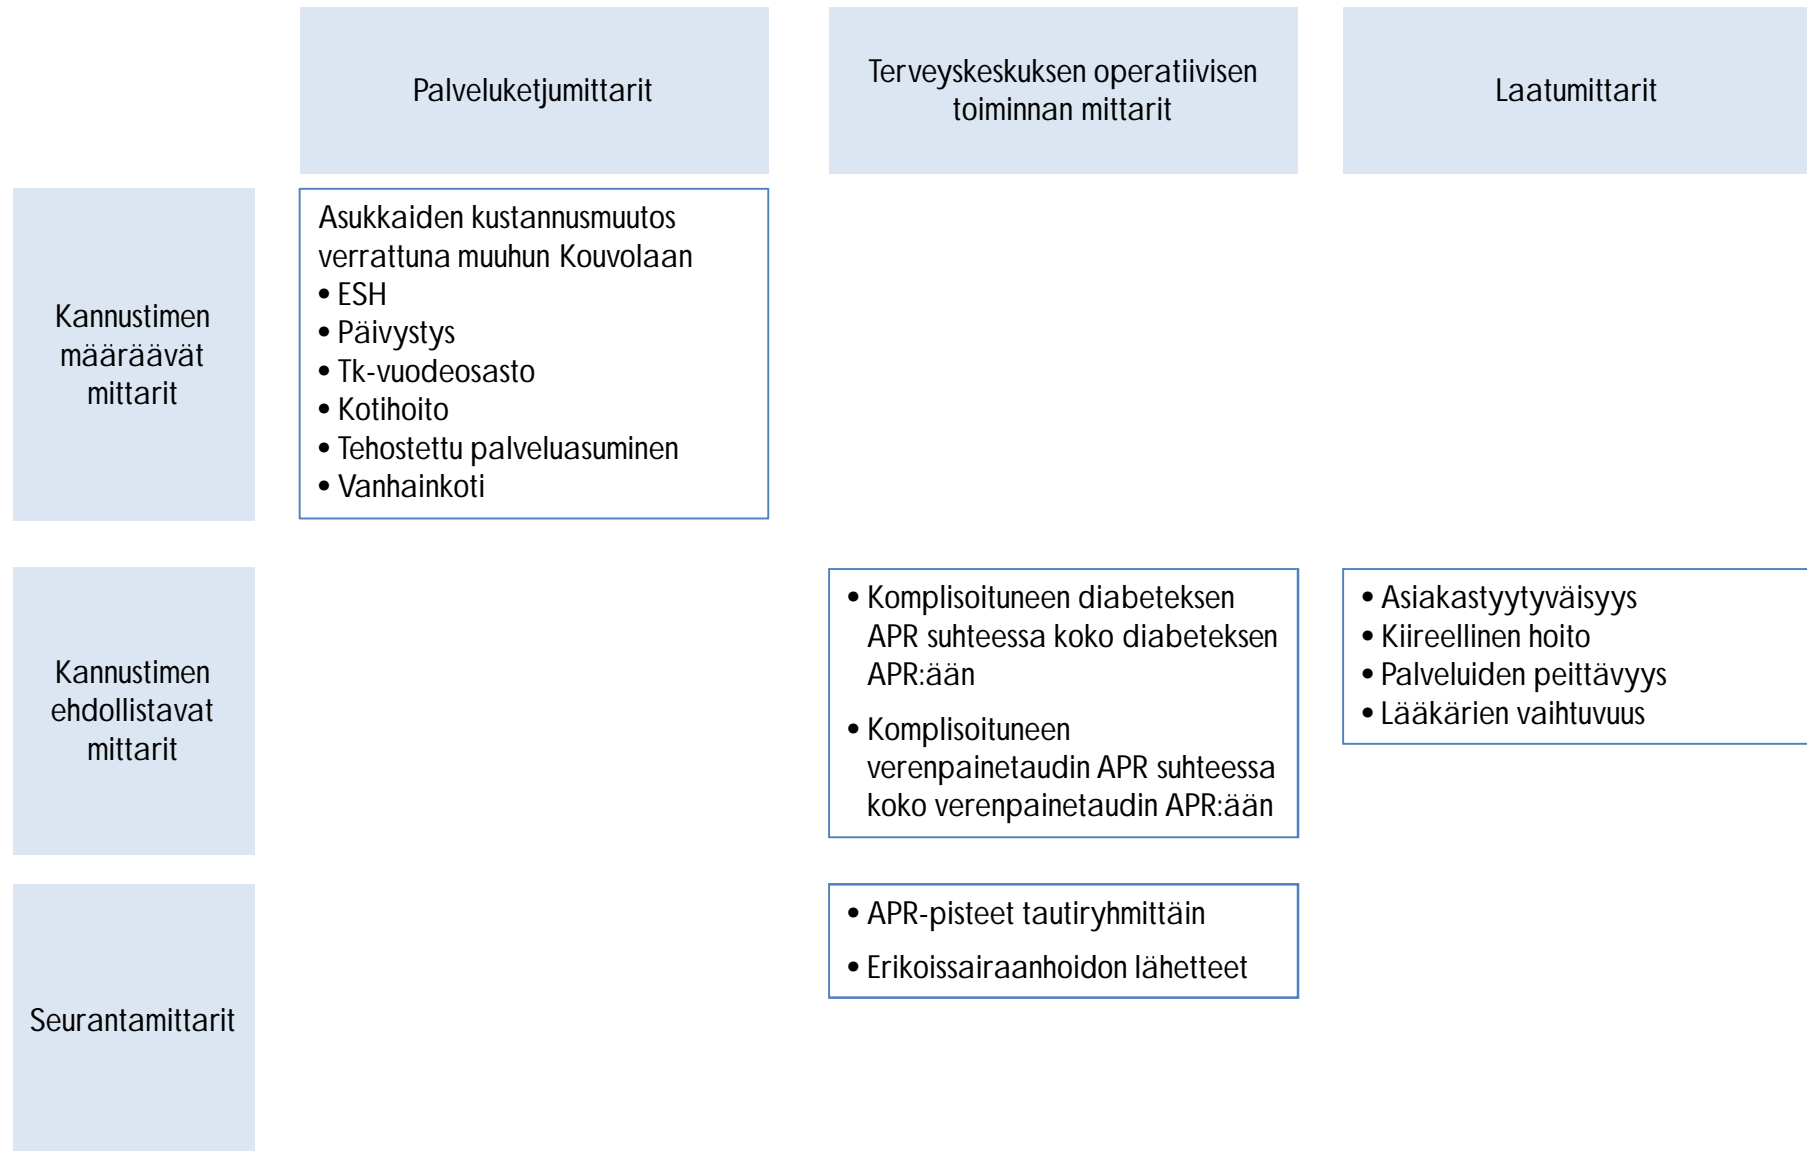 Palveluketjumittarit
Terveyskeskuksen operatiivisen
toiminnan mittarit
Laatumittarit
Kannustimen
määräävät
mittarit
Asukkaiden kustannusmuutos
verrattuna muuhun Kouvolaan
• ESH
• Päivystys
• Tk-vuodeosasto
• Kotihoito
• Tehostettu palveluasuminen
• Vanhainkoti
Kannustimen
ehdollistavat
mittarit
• Komplisoituneen diabeteksen
APR suhteessa koko diabeteksen
APR:ään
• Komplisoituneen
verenpainetaudin APR suhteessa
koko verenpainetaudin APR:ään
• Asiakastyytyväisyys
• Kiireellinen hoito
• Palveluiden peittävyys
• Lääkärien vaihtuvuus
Seurantamittarit
• APR-pisteet tautiryhmittäin
• Erikoissairaanhoidon lähetteet